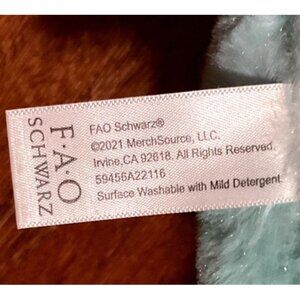 F·A·O
SCHWARZ
FAO Schwarz®
©2021 MerchSource, LLC.
Irvine,CA 92618. All Rights Reserved.
59456A22116
Surface Washable with Mild Detergent.